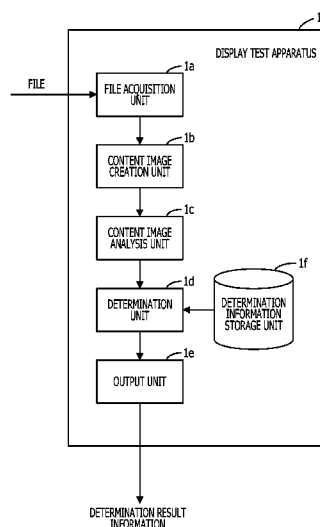 1
DISPLAY TEST APPARATUS
FILE
1a
FILE ACQUISITION
UNIT
1b
CONTENT IMAGE
CREATION UNIT
1c
CONTENT IMAGE
ANALYSIS UNIT
1d
DETERMINATION
UNIT
1f
DETERMINATION
INFORMATION
STORAGE UNIT
1e
OUTPUT UNIT
DETERMINATION RESULT
INFORMATION